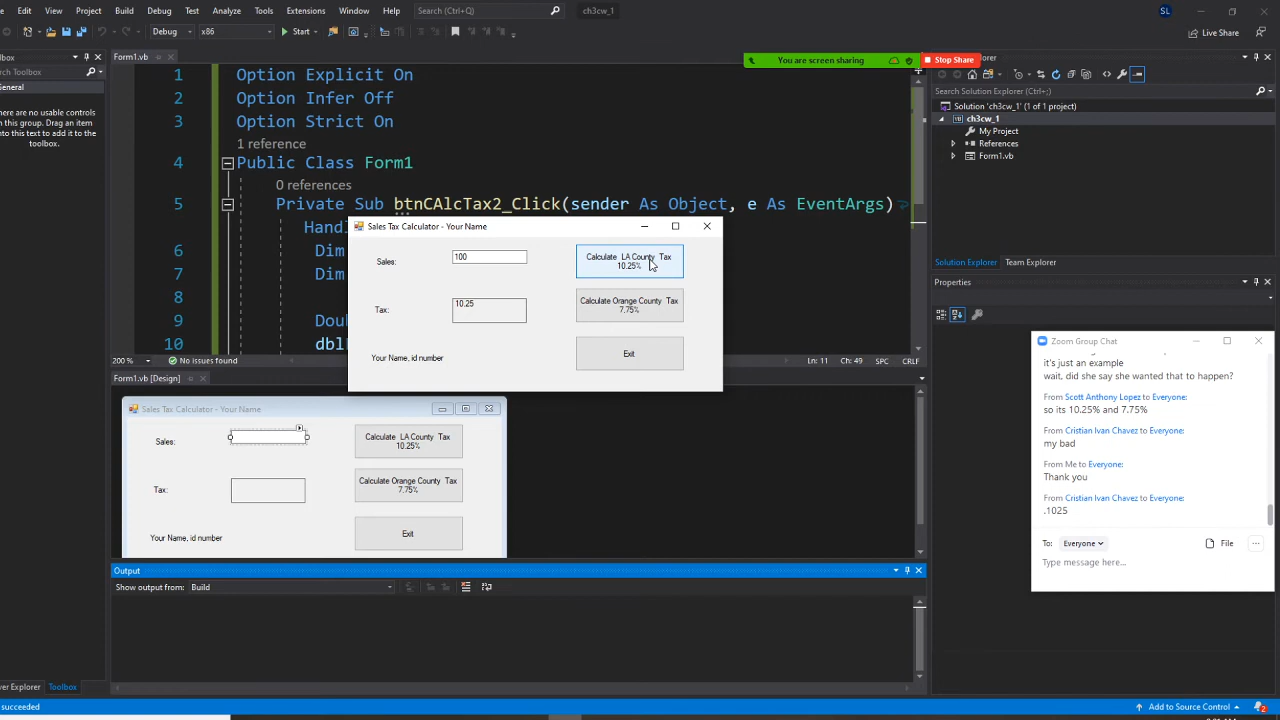 Edit View Project Build Debug Test Analyze Tools Extensions Window Help Search (Ctrl+Q) ch3cw_1 SL
Debug x86 Start Live Share
Form1.vb
You are screen sharing Stop Share
Search Toolbox
General
here are no usable controls
in this group. Drag an item
onto this text to add it to the
toolbox.
1 Option Explicit On
2 Option Infer Off
3 Option Strict On
1 reference
4 Public Class Form1
0 references
5 Private Sub btnCAlcTax2_Click(sender As Object, e As EventArgs)
Handl
6 Dim
7 Dim
8
9 Doub
10 dbl
200 % No issues found Ln: 11 Ch: 49 SPC CRLF
Sales Tax Calculator - Your Name
Sales: 100 Calculate LA County Tax
10.25%
Tax: 10.25 Calculate Orange County Tax
7.75%
Your Name, id number Exit
Form1.vb [Design]
Sales Tax Calculator - Your Name
Sales: Calculate LA County Tax
10.25%
Tax: Calculate Orange County Tax
7.75%
Your Name, id number Exit
Output
Show output from: Build
Search Solution Explorer (Ctrl+;)
Solution 'ch3cw_1' (1 of 1 project)
ch3cw_1
My Project
References
Form1.vb
Solution Explorer Team Explorer
Properties
Zoom Group Chat
it's just an example
wait, did she say she wanted that to happen?
From Scott Anthony Lopez to Everyone:
so its 10.25% and 7.75%
From Cristian Ivan Chavez to Everyone:
my bad
From Me to Everyone:
Thank you
From Cristian Ivan Chavez to Everyone:
.1025
To: Everyone File
Type message here...
Explorer Toolbox
succeeded Add to Source Control 2